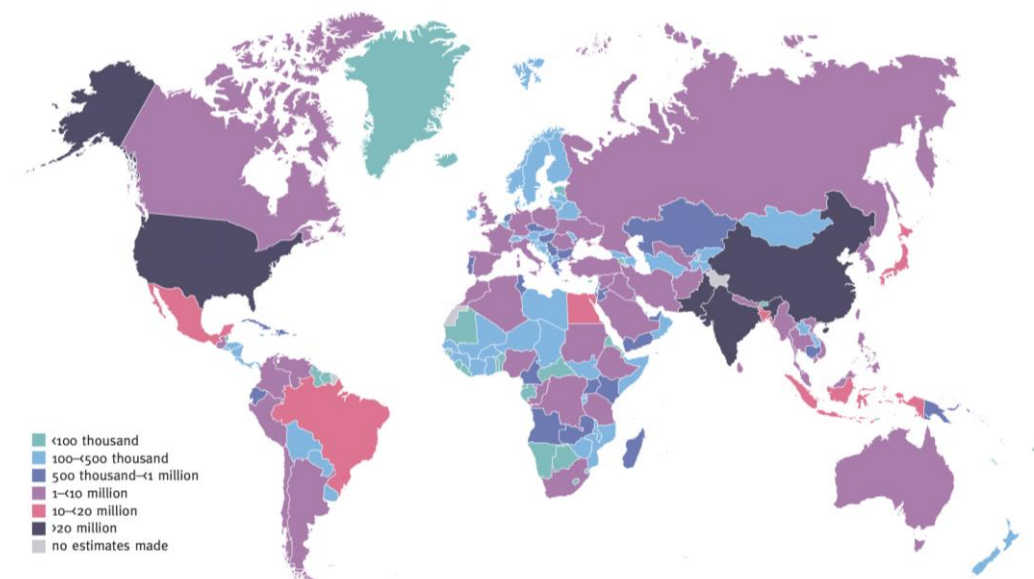 <100 thousand
100–<500 thousand
500 thousand–<1 million
1–<10 million
10–<20 million
>20 million
no estimates made